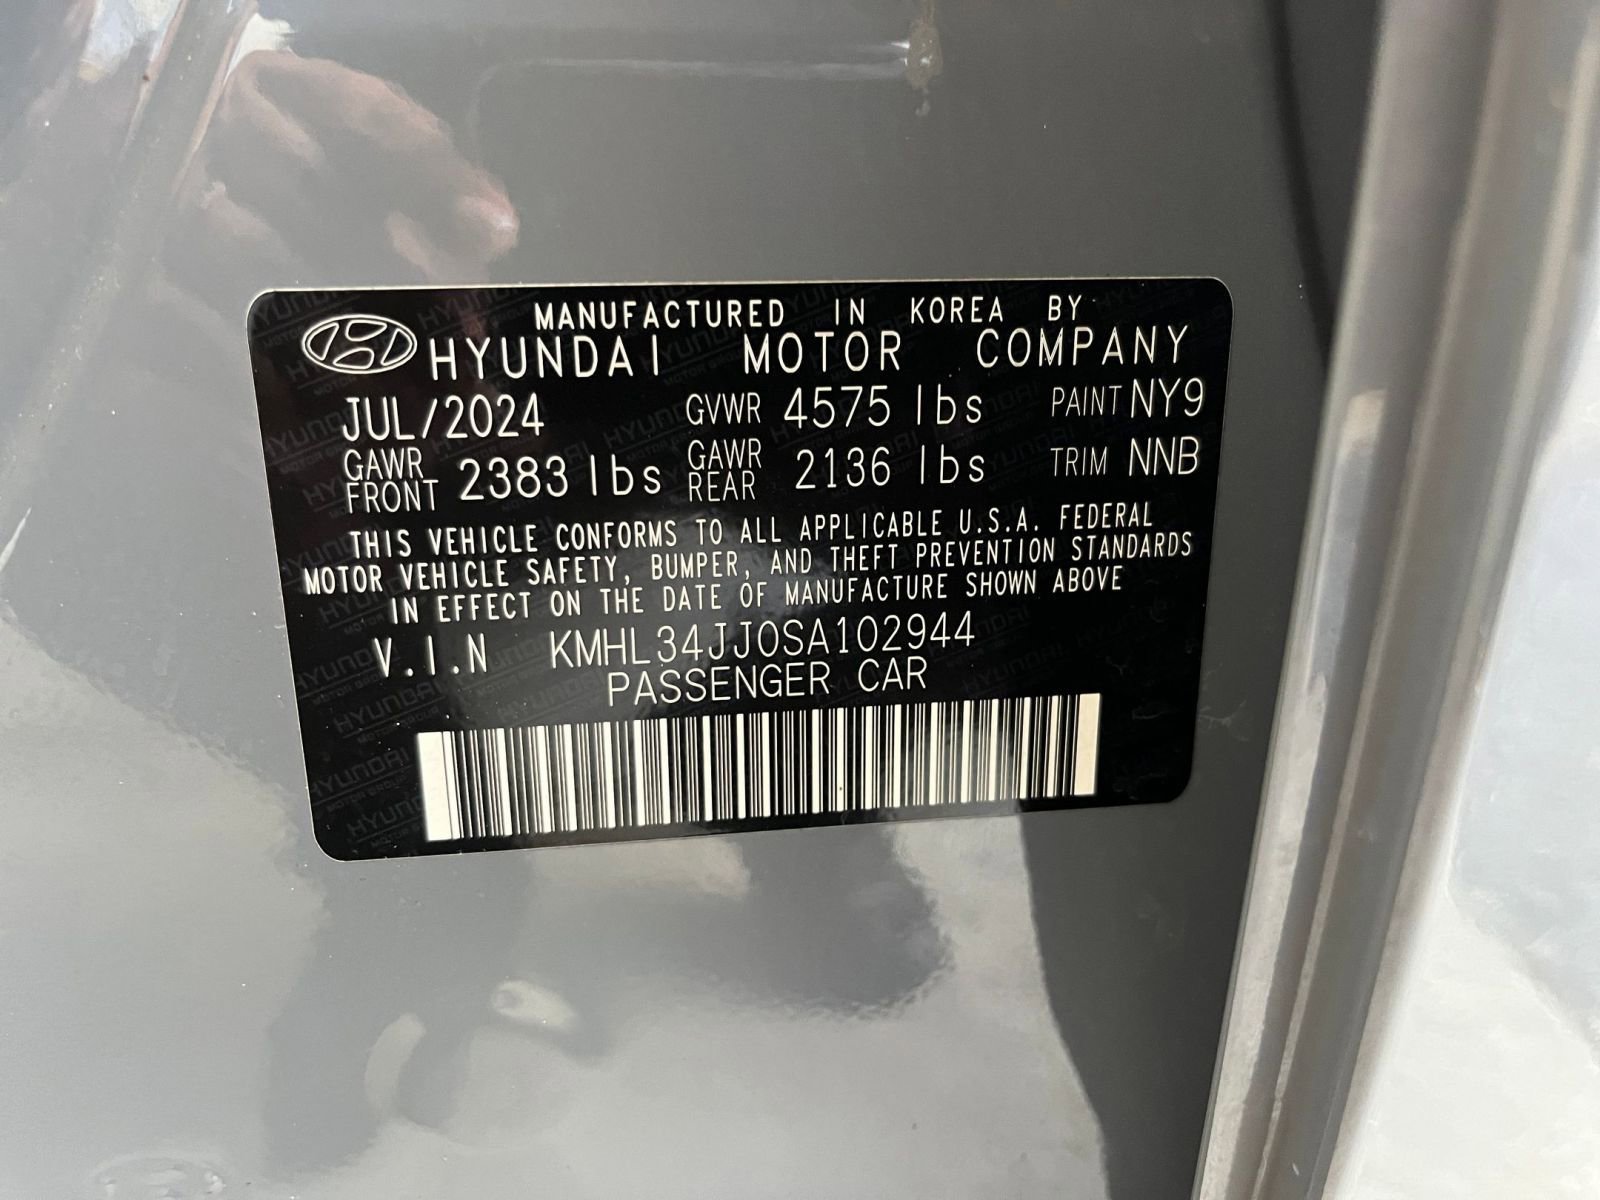 MANUFACTURED IN KOREA BY
HYUNDAI MOTOR COMPANY
JUL/2024 GVWR 4575 lbs PAINT NY9
GAWR FRONT 2383 lbs GAWR REAR 2136 lbs TRIM NNB
THIS VEHICLE CONFORMS TO ALL APPLICABLE U.S.A. FEDERAL
MOTOR VEHICLE SAFETY, BUMPER, AND THEFT PREVENTION STANDARDS
IN EFFECT ON THE DATE OF MANUFACTURE SHOWN ABOVE
V.I.N KMHL34JJ0SA102944
PASSENGER CAR